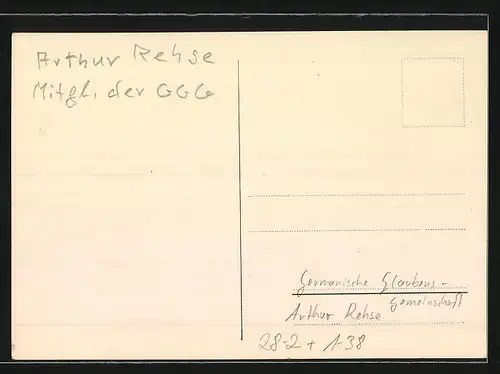 Arthur Rehse
Mitgl. der GGG
Germanische Glaubens-
gemeinschaft
Arthur Rehse
28-2 + 1-38